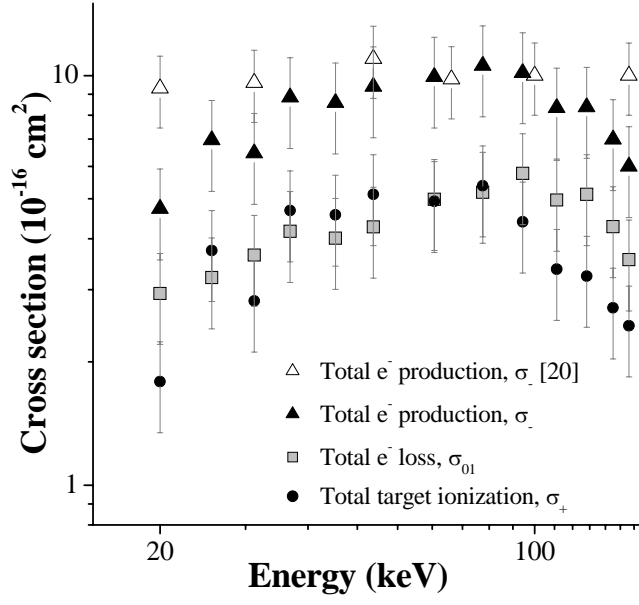 10
1
Cross section (10⁻¹⁶ cm²)
Total e⁻ production, σ₋ [20]
Total e⁻ production, σ₋
Total e⁻ loss, σ₀₁
Total target ionization, σ₊
20
100
Energy (keV)